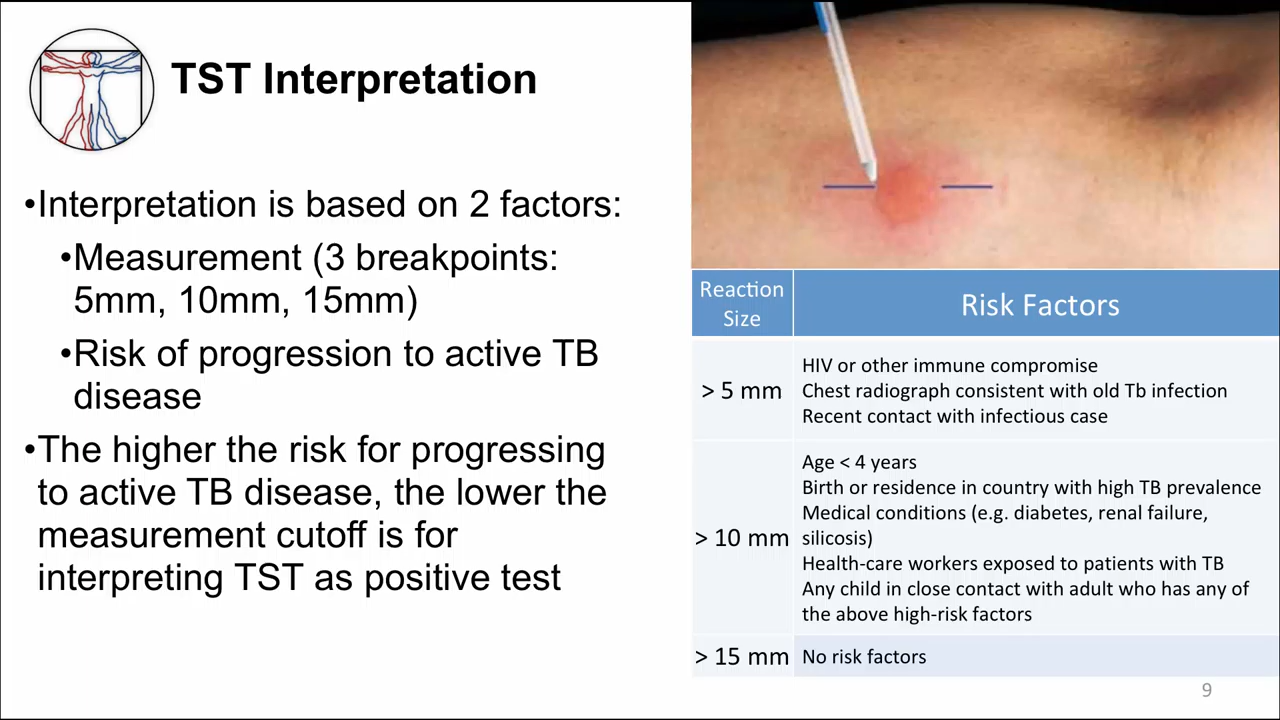 TST Interpretation
•Interpretation is based on 2 factors:
•Measurement (3 breakpoints:
5mm, 10mm, 15mm)
•Risk of progression to active TB
disease
•The higher the risk for progressing
to active TB disease, the lower the
measurement cutoff is for
interpreting TST as positive test
Reaction
Size
Risk Factors
> 5 mm
HIV or other immune compromise
Chest radiograph consistent with old Tb infection
Recent contact with infectious case
> 10 mm
Age < 4 years
Birth or residence in country with high TB prevalence
Medical conditions (e.g. diabetes, renal failure,
silicosis)
Health-care workers exposed to patients with TB
Any child in close contact with adult who has any of
the above high-risk factors
> 15 mm
No risk factors
9